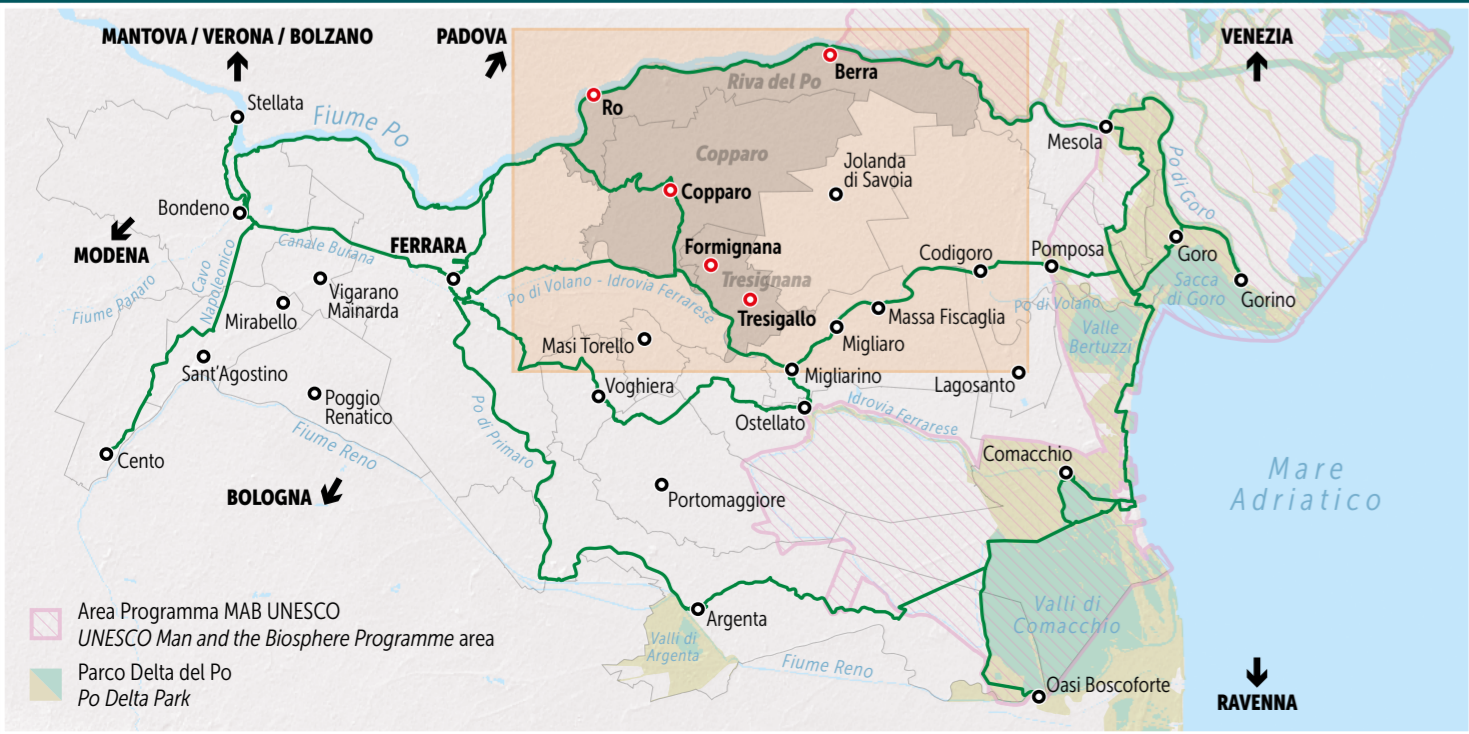 MANTOVA / VERONA / BOLZANO
PADOVA
VENEZIA
Stellata
Fiume Po
Ro
Riva del Po
Berra
Mesola
Copparo
Copparo
Jolanda
di Savoia
Po di Goro
Bondeno
MODENA
Canale Burana
FERRARA
Cavo
Napoleonico
Fiume Panaro
Vigarano
Mainarda
Mirabello
Formignana
Tresignana
Tresigallo
Po di Volano - Idrovia Ferrarese
Codigoro
Pomposa
Goro
Sacca
di Goro
Gorino
Massa Fiscaglia
Po di Volano
Migliaro
Valle
Bertuzzi
Masi Torello
Sant'Agostino
Poggio
Renatico
Voghiera
Migliarino
Lagosanto
Ostellato
Idrovia Ferrarese
Po di Primaro
Fiume Reno
Cento
BOLOGNA
Portomaggiore
Comacchio
Mare
Adriatico
Argenta
Valli di
Argenta
Fiume Reno
Valli di
Comacchio
Oasi Boscoforte
RAVENNA
Area Programma MAB UNESCO
UNESCO Man and the Biosphere Programme area
Parco Delta del Po
Po Delta Park